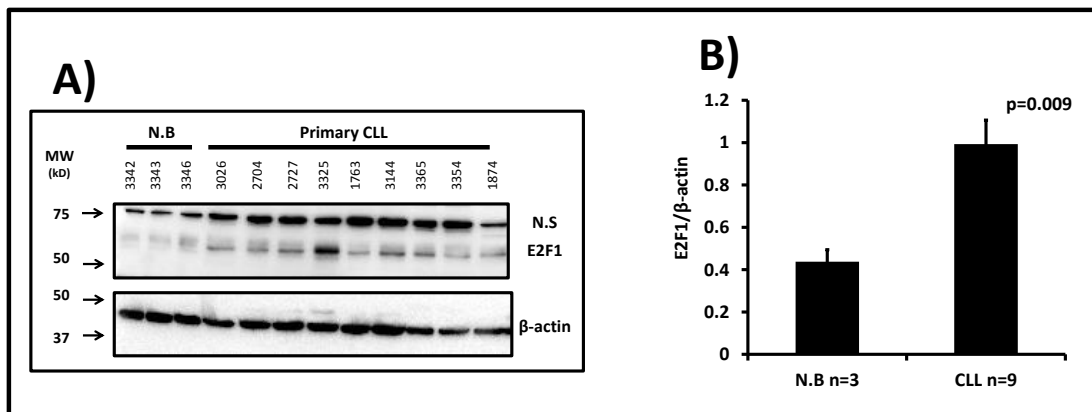 A)
N.B Primary CLL
MW
(kD)
3342 3343 3346 3026 2704 2727 3325 1763 3144 3365 3354 1874
75 N.S
E2F1
50
50
β-actin
37
B)
p=0.009
E2F1/β-actin
1.2
1
0.8
0.6
0.4
0.2
0
N.B n=3 CLL n=9